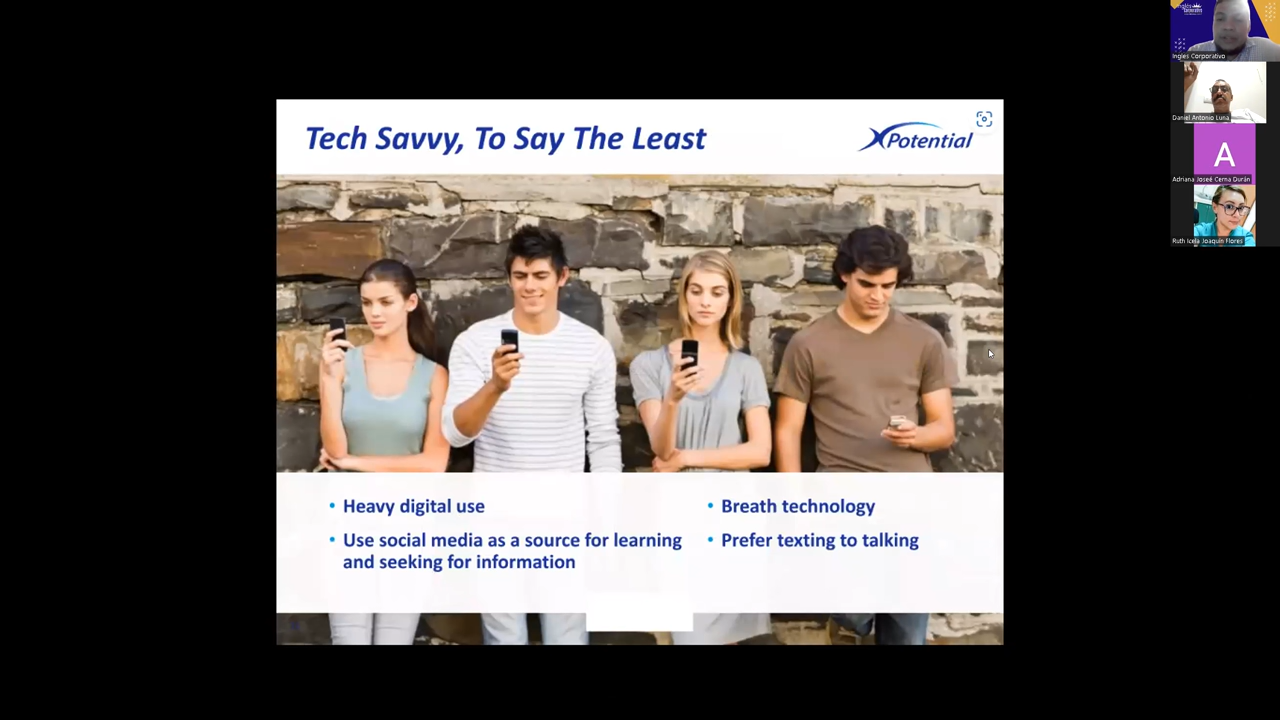 Tech Savvy, To Say The Least
XPotential
• Heavy digital use
• Use social media as a source for learning
and seeking for information
• Breath technology
• Prefer texting to talking
Ingles Corporativo
Daniel Antonio Luna
A
Adriana Joseé Cerna Durán
Ruth Icela Joaquin Flores